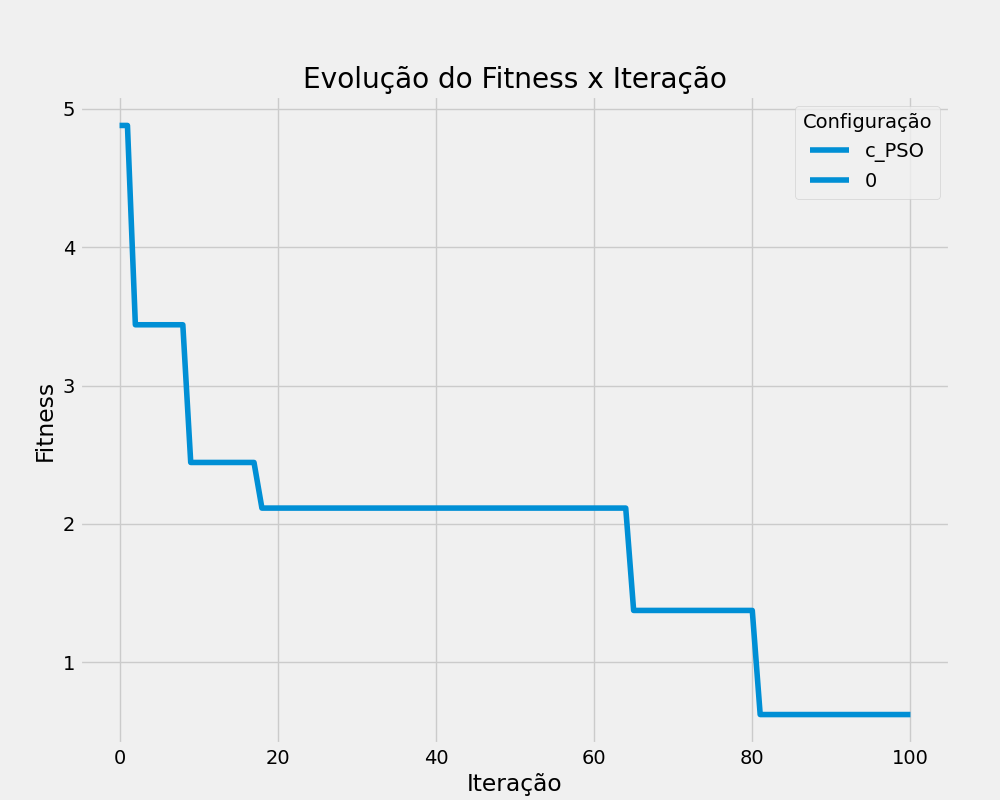 Evolução do Fitness x Iteração
Configuração
c_PSO
0
Fitness
5
4
3
2
1
0 20 40 60 80 100
Iteração